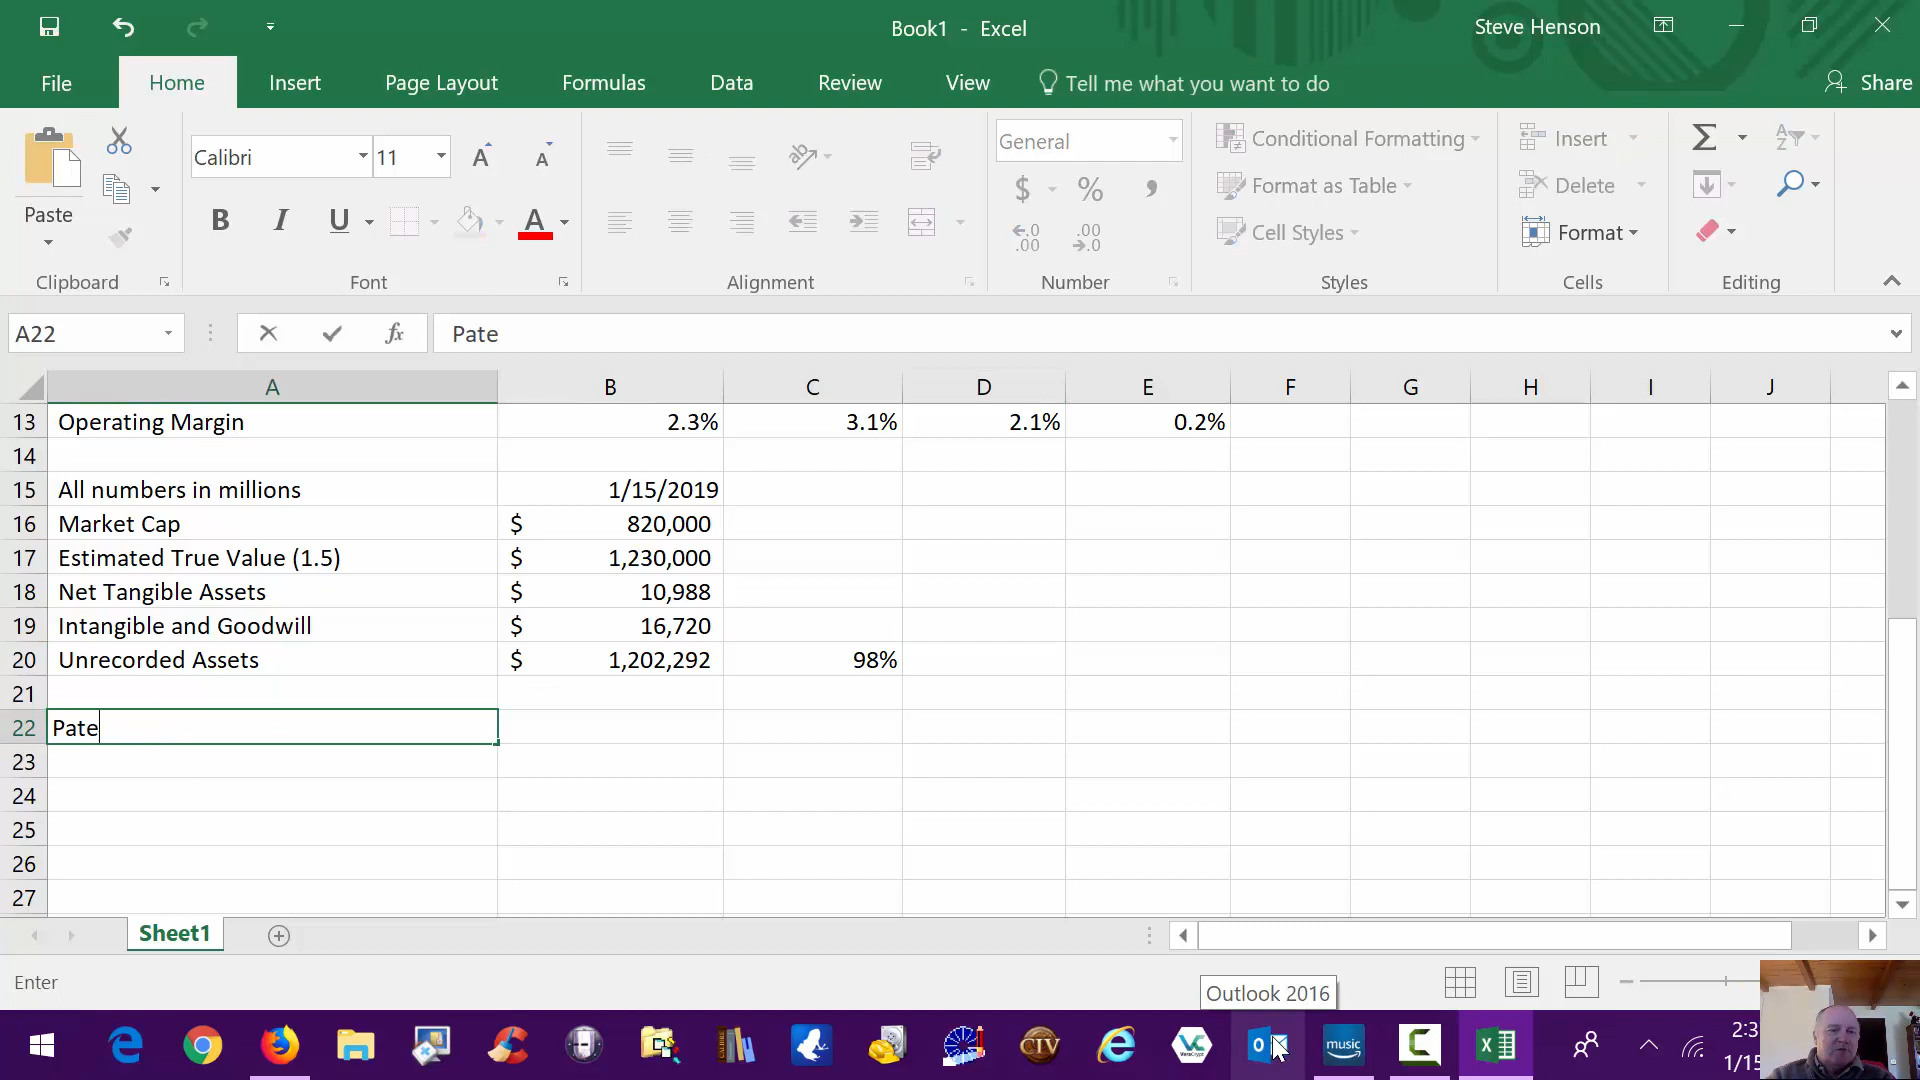 Book1 - Excel
Steve Henson
File Home Insert Page Layout Formulas Data Review View Tell me what you want to do Share
Paste
Calibri 11
General
Conditional Formatting
Format as Table
Cell Styles
Insert
Delete
Format
B I U A
$ % ,
Clipboard Font Alignment Number Styles Cells Editing
A22 fx Pate
A B C D E F G H I J
13 Operating Margin 2.3% 3.1% 2.1% 0.2%
14
15 All numbers in millions 1/15/2019
16 Market Cap $ 820,000
17 Estimated True Value (1.5) $ 1,230,000
18 Net Tangible Assets $ 10,988
19 Intangible and Goodwill $ 16,720
20 Unrecorded Assets $ 1,202,292 98%
21
22 Pate
23
24
25
26
27
Sheet1
Enter
Outlook 2016
CIV
music
2:3
1/15